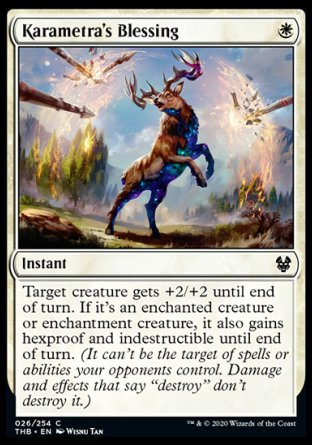 Karametra's Blessing
Instant
Target creature gets +2/+2 until end
of turn. If it's an enchanted creature
or enchantment creature, it also gains
hexproof and indestructible until end
of turn. (It can't be the target of spells or
abilities your opponents control. Damage
and effects that say “destroy” don't
destroy it.)
026/254 C
THB • EN Wisnu Tan
™ & © 2020 Wizards of the Coast